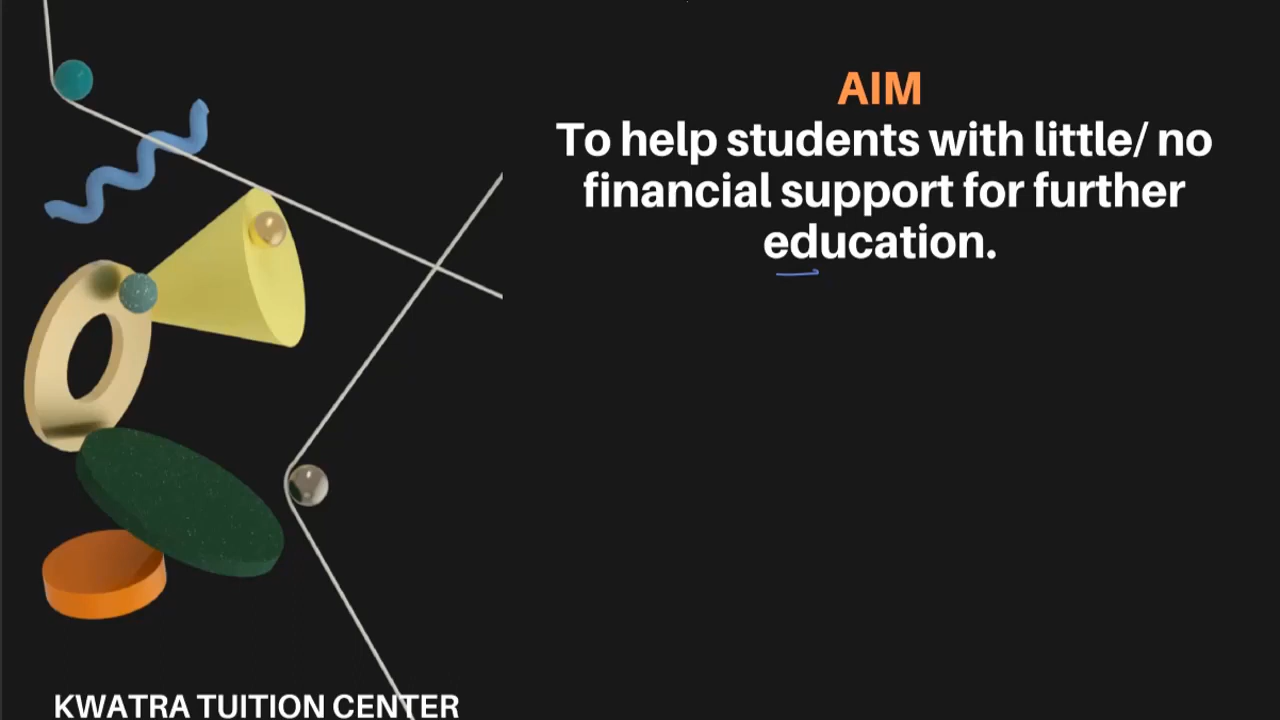 AIM
To help students with little/ no
financial support for further
education.
KWATRA TUITION CENTER